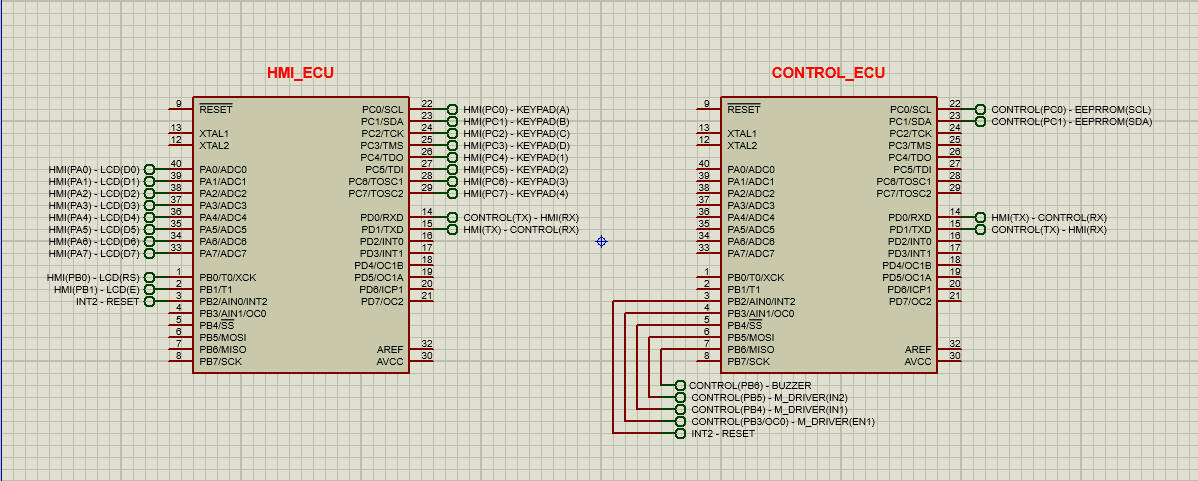 HMI_ECU
9 RESET PC0/SCL 22 HMI(PC0) - KEYPAD(A)
PC1/SDA 23 HMI(PC1) - KEYPAD(B)
13 XTAL1 PC2/TCK 24 HMI(PC2) - KEYPAD(C)
12 XTAL2 PC3/TMS 25 HMI(PC3) - KEYPAD(D)
PC4/TDO 26 HMI(PC4) - KEYPAD(1)
HMI(PA0) - LCD(D0) 40 PA0/ADC0 PC5/TDI 27 HMI(PC5) - KEYPAD(2)
HMI(PA1) - LCD(D1) 39 PA1/ADC1 PC6/TOSC1 28 HMI(PC6) - KEYPAD(3)
HMI(PA2) - LCD(D2) 38 PA2/ADC2 PC7/TOSC2 29 HMI(PC7) - KEYPAD(4)
HMI(PA3) - LCD(D3) 37 PA3/ADC3
HMI(PA4) - LCD(D4) 36 PA4/ADC4 PD0/RXD 14 CONTROL(TX) - HMI(RX)
HMI(PA5) - LCD(D5) 35 PA5/ADC5 PD1/TXD 15 HMI(TX) - CONTROL(RX)
HMI(PA6) - LCD(D6) 34 PA6/ADC6 PD2/INT0 16
HMI(PA7) - LCD(D7) 33 PA7/ADC7 PD3/INT1 17
PD4/OC1B 18
HMI(PB0) - LCD(RS) 1 PB0/T0/XCK PD5/OC1A 19
HMI(PB1) - LCD(E) 2 PB1/T1 PD6/ICP1 20
INT2 - RESET 3 PB2/AIN0/INT2 PD7/OC2 21
4 PB3/AIN1/OC0
5 PB4/SS
6 PB5/MOSI
7 PB6/MISO AREF 32
8 PB7/SCK AVCC 30
CONTROL_ECU
9 RESET PC0/SCL 22 CONTROL(PC0) - EEPRROM(SCL)
PC1/SDA 23 CONTROL(PC1) - EEPRROM(SDA)
13 XTAL1 PC2/TCK 24
12 XTAL2 PC3/TMS 25
PC4/TDO 26
40 PA0/ADC0 PC5/TDI 27
39 PA1/ADC1 PC6/TOSC1 28
38 PA2/ADC2 PC7/TOSC2 29
37 PA3/ADC3
36 PA4/ADC4 PD0/RXD 14 HMI(TX) - CONTROL(RX)
35 PA5/ADC5 PD1/TXD 15 CONTROL(TX) - HMI(RX)
34 PA6/ADC6 PD2/INT0 16
33 PA7/ADC7 PD3/INT1 17
PD4/OC1B 18
1 PB0/T0/XCK PD5/OC1A 19
2 PB1/T1 PD6/ICP1 20
3 PB2/AIN0/INT2 PD7/OC2 21
4 PB3/AIN1/OC0
5 PB4/SS
6 PB5/MOSI
7 PB6/MISO AREF 32
8 PB7/SCK AVCC 30
CONTROL(PB6) - BUZZER
CONTROL(PB5) - M_DRIVER(IN2)
CONTROL(PB4) - M_DRIVER(IN1)
CONTROL(PB3/OC0) - M_DRIVER(EN1)
INT2 - RESET